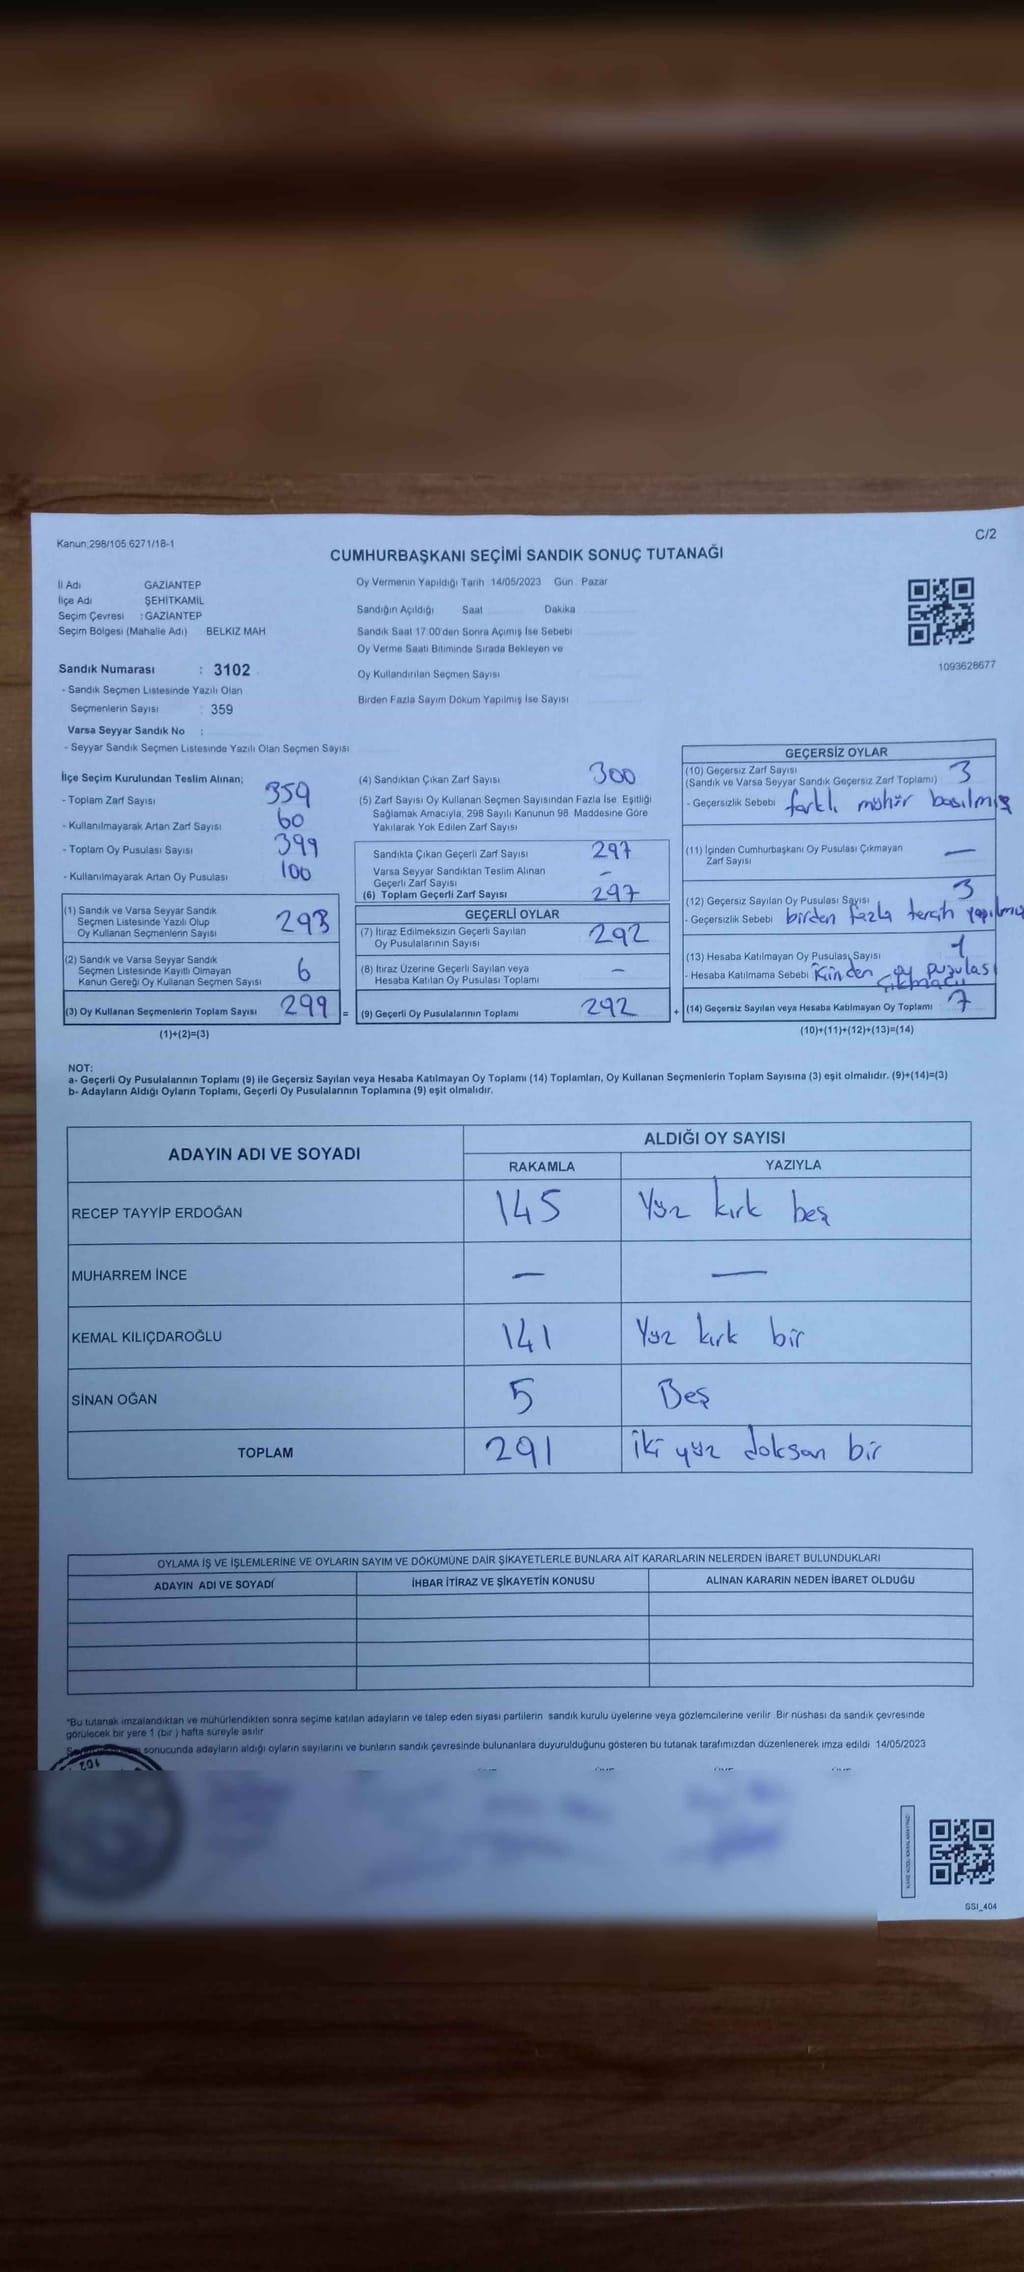 Kanun:298/105 6271/18-1
C/2
CUMHURBAŞKANI SEÇİMİ SANDIK SONUÇ TUTANAĞI
İl Adı GAZİANTEP
İlçe Adı ŞEHİTKAMİL
Seçim Çevresi : GAZİANTEP
Seçim Bölgesi (Mahalle Adı) BELKIZ MAH
Sandık Numarası : 3102
- Sandık Seçmen Listesinde Yazılı Olan
Seçmenlerin Sayısı : 359
Varsa Seyyar Sandık No :
- Seyyar Sandık Seçmen Listesinde Yazılı Olan Seçmen Sayısı
Oy Vermenin Yapıldığı Tarih 14/05/2023 Gün Pazar
Sandığın Açıldığı Saat Dakika
Sandık Saat 17:00'den Sonra Açımış İse Sebebi
Oy Verme Saati Bitiminde Sırada Bekleyen ve
Oy Kullandırılan Seçmen Sayısı
Birden Fazla Sayım Döküm Yapılmış İse Sayısı
1093628677
İlçe Seçim Kurulundan Teslim Alınan;
- Toplam Zarf Sayısı 359
- Kullanılmayarak Artan Zarf Sayısı 60
- Toplam Oy Pusulası Sayısı 399
- Kullanılmayarak Artan Oy Pusulası 100
(1) Sandık ve Varsa Seyyar Sandık
Seçmen Listesinde Yazılı Olup
Oy Kullanan Seçmenlerin Sayısı 293
(2) Sandık ve Varsa Seyyar Sandık
Seçmen Listesinde Kayıtlı Olmayan
Kanun Gereği Oy Kullanan Seçmen Sayısı 6
(3) Oy Kullanan Seçmenlerin Toplam Sayısı 299 =
(1)+(2)=(3)
(4) Sandıktan Çıkan Zarf Sayısı 300
(5) Zarf Sayısı Oy Kullanan Seçmen Sayısından Fazla İse Eşitliği
Sağlamak Amacıyla, 298 Sayılı Kanunun 98. Maddesine Göre
Yakılarak Yok Edilen Zarf Sayısı
Sandıkta Çıkan Geçerli Zarf Sayısı 297
Varsa Seyyar Sandıktan Teslim Alınan
Geçerli Zarf Sayısı -
(6) Toplam Geçerli Zarf Sayısı 297
GEÇERLİ OYLAR
(7) İtiraz Edilmeksizin Geçerli Sayılan
Oy Pusulalarının Sayısı 292
(8) İtiraz Üzerine Geçerli Sayılan veya
Hesaba Katılan Oy Pusulası Toplamı -
(9) Geçerli Oy Pusulalarının Toplamı 292 +
GEÇERSİZ OYLAR
(10) Geçersiz Zarf Sayısı 3
(Sandık ve Varsa Seyyar Sandık Geçersiz Zarf Toplamı)
- Geçersizlik Sebebi farklı mühür basılmış
(11) İçinden Cumhurbaşkanı Oy Pusulası Çıkmayan
Zarf Sayısı —
(12) Geçersiz Sayılan Oy Pusulası Sayısı 3
- Geçersizlik Sebebi birden fazla tercih yapılmış
(13) Hesaba Katılmayan Oy Pusulası Sayısı 1
- Hesaba Katılmama Sebebi İçinden oy pusulası
(14) Geçersiz Sayılan veya Hesaba Katılmayan Oy Toplamı 7
(10)+(11)+(12)+(13)=(14)
NOT:
a- Geçerli Oy Pusulalarının Toplamı (9) ile Geçersiz Sayılan veya Hesaba Katılmayan Oy Toplamı (14) Toplamları, Oy Kullanan Seçmenlerin Toplam Sayısına (3) eşit olmalıdır. (9)+(14)=(3)
b- Adayların Aldığı Oyların Toplamı, Geçerli Oy Pusulalarının Toplamına (9) eşit olmalıdır.
ADAYIN ADI VE SOYADI
ALDIĞI OY SAYISI
RAKAMLA YAZIYLA
RECEP TAYYİP ERDOĞAN 145 Yüz kırk beş
MUHARREM İNCE — —
KEMAL KILIÇDAROĞLU 141 Yüz kırk bir
SİNAN OĞAN 5 Beş
TOPLAM 291 iki yüz doksan bir
OYLAMA İŞ VE İŞLEMLERİNE VE OYLARIN SAYIM VE DÖKÜMÜNE DAİR ŞİKAYETLERLE BUNLARA AİT KARARLARIN NELERDEN İBARET BULUNDUKLARI
ADAYIN ADI VE SOYADI İHBAR İTİRAZ VE ŞİKAYETİN KONUSU ALINAN KARARIN NEDEN İBARET OLDUĞU
*Bu tutanak imzalandıktan ve mühürlendikten sonra seçime katılan adayların ve talep eden siyasi partilerin sandık kurulu üyelerine veya gözlemcilerine verilir. Bir nüshası da sandık çevresinde
görülecek bir yere 1 (bir ) hafta süreyle asılır
sonucunda adayların aldığı oyların sayılarını ve bunların sandık çevresinde bulunanlara duyurulduğunu gösteren bu tutanak tarafımızdan düzenlenerek imza edildi 14/05/2023
SSI_404